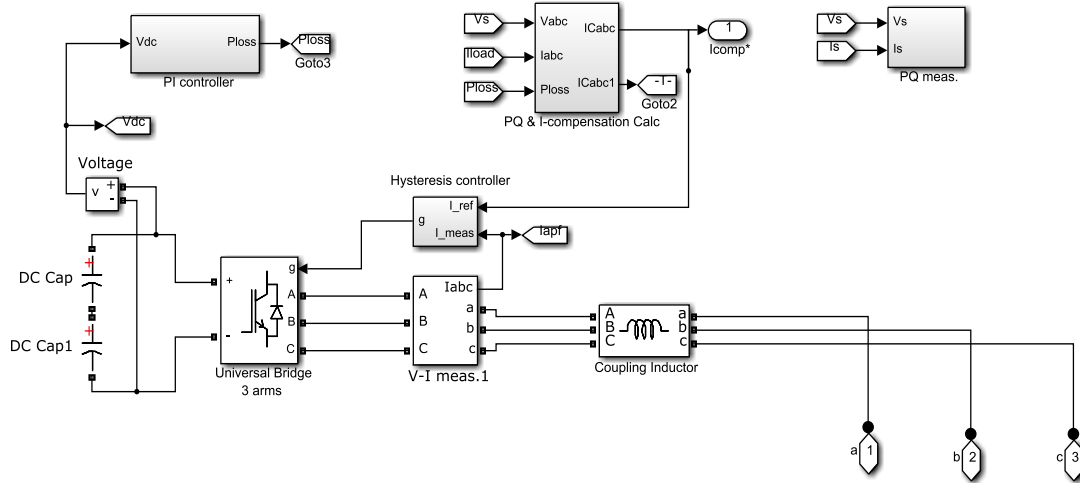 Vdc
Ploss
PI controller
Ploss
Goto3
Vdc
Voltage
v
+
-
DC Cap
+
DC Cap1
+
Vs
Iload
Ploss
Vabc
Iabc
Ploss
ICabc
ICabc1
PQ & I-compensation Calc
1
Icomp*
-T-
Goto2
Vs
Is
Vs
Is
PQ meas.
Hysteresis controller
I_ref
g
I_meas
Iapf
+
-
g
A
B
C
Universal Bridge
3 arms
Iabc
A
B
C
a
b
c
V-I meas.1
A
B
C
a
b
c
Coupling Inductor
a
1
b
2
c
3